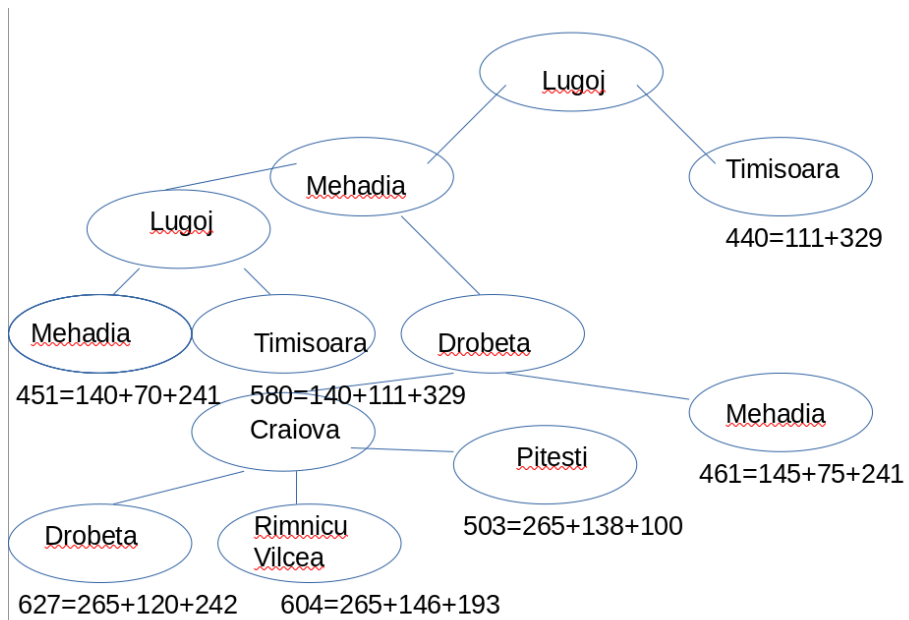 Lugoj
Timisoara
Mehadia
440=111+329
Lugoj
Mehadia
Timisoara
Drobeta
451=140+70+241
580=140+111+329
Craiova
Mehadia
Pitesti
461=145+75+241
503=265+138+100
Drobeta
Rimnicu
Vilcea
627=265+120+242
604=265+146+193